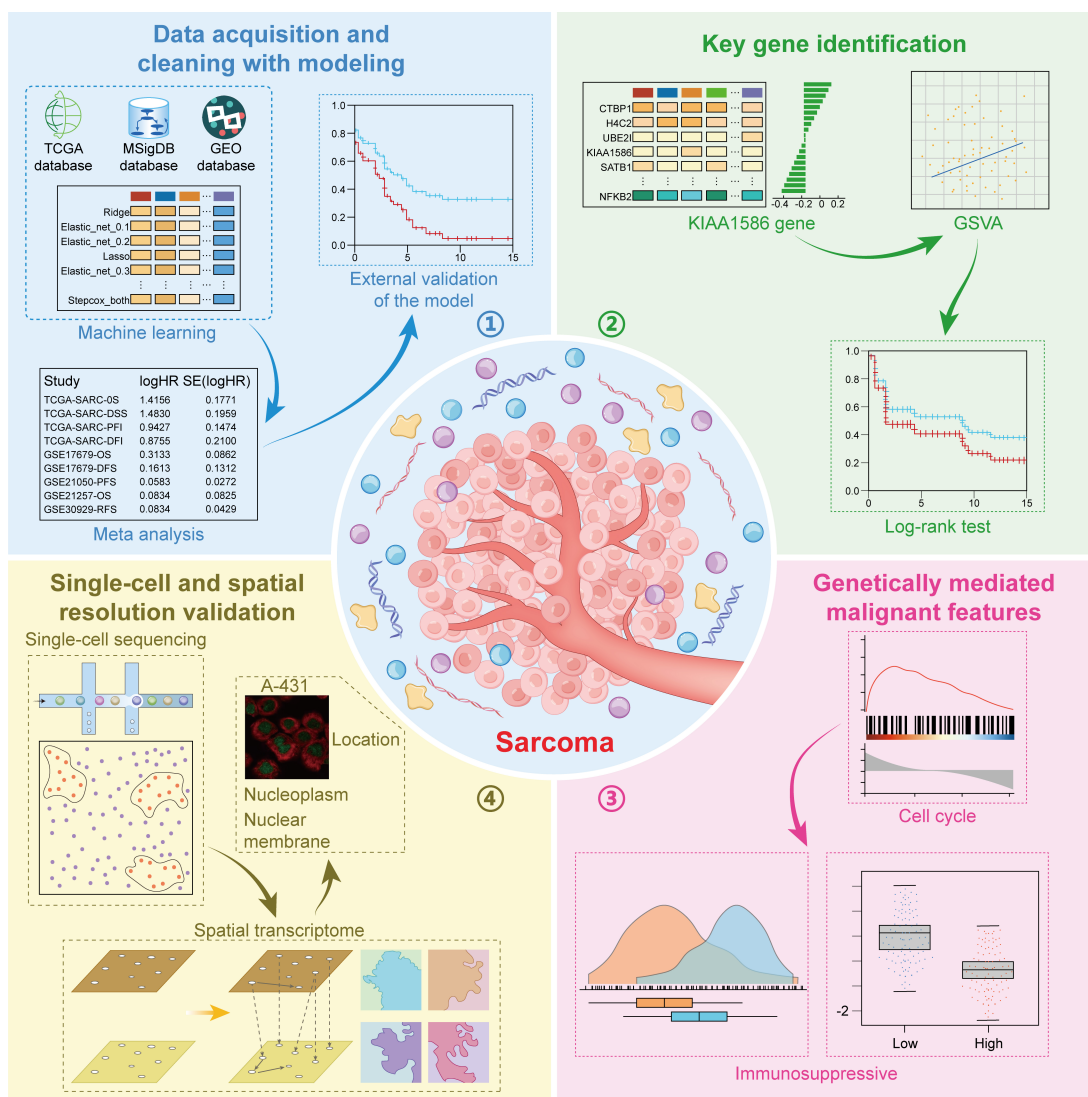 Data acquisition and
cleaning with modeling
TCGA
database
MSigDB
database
GEO
database
Ridge
Elastic_net_0.1
Elastic_net_0.2
Lasso
Elastic_net_0.3
Stepcox_both
Machine learning
1.0
0.8
0.6
0.4
0.2
0.0
0 5 10 15
External validation
of the model
①
Study logHR SE(logHR)
TCGA-SARC-0S 1.4156 0.1771
TCGA-SARC-DSS 1.4830 0.1959
TCGA-SARC-PFI 0.9427 0.1474
TCGA-SARC-DFI 0.8755 0.2100
GSE17679-OS 0.3133 0.0862
GSE17679-DFS 0.1613 0.1312
GSE21050-PFS 0.0583 0.0272
GSE21257-OS 0.0834 0.0825
GSE30929-RFS 0.0834 0.0429
Meta analysis
Key gene identification
CTBP1
H4C2
UBE2I
KIAA1586
SATB1
NFKB2
-0.4 -0.2 0 0.2
KIAA1586 gene
GSVA
②
1.0
0.8
0.6
0.4
0.2
0.0
0 5 10 15
Log-rank test
Sarcoma
Single-cell and spatial
resolution validation
Single-cell sequencing
A-431
Location
Nucleoplasm
Nuclear
membrane
④
Spatial transcriptome
Genetically mediated
malignant features
Cell cycle
③
-2
Low High
Immunosuppressive